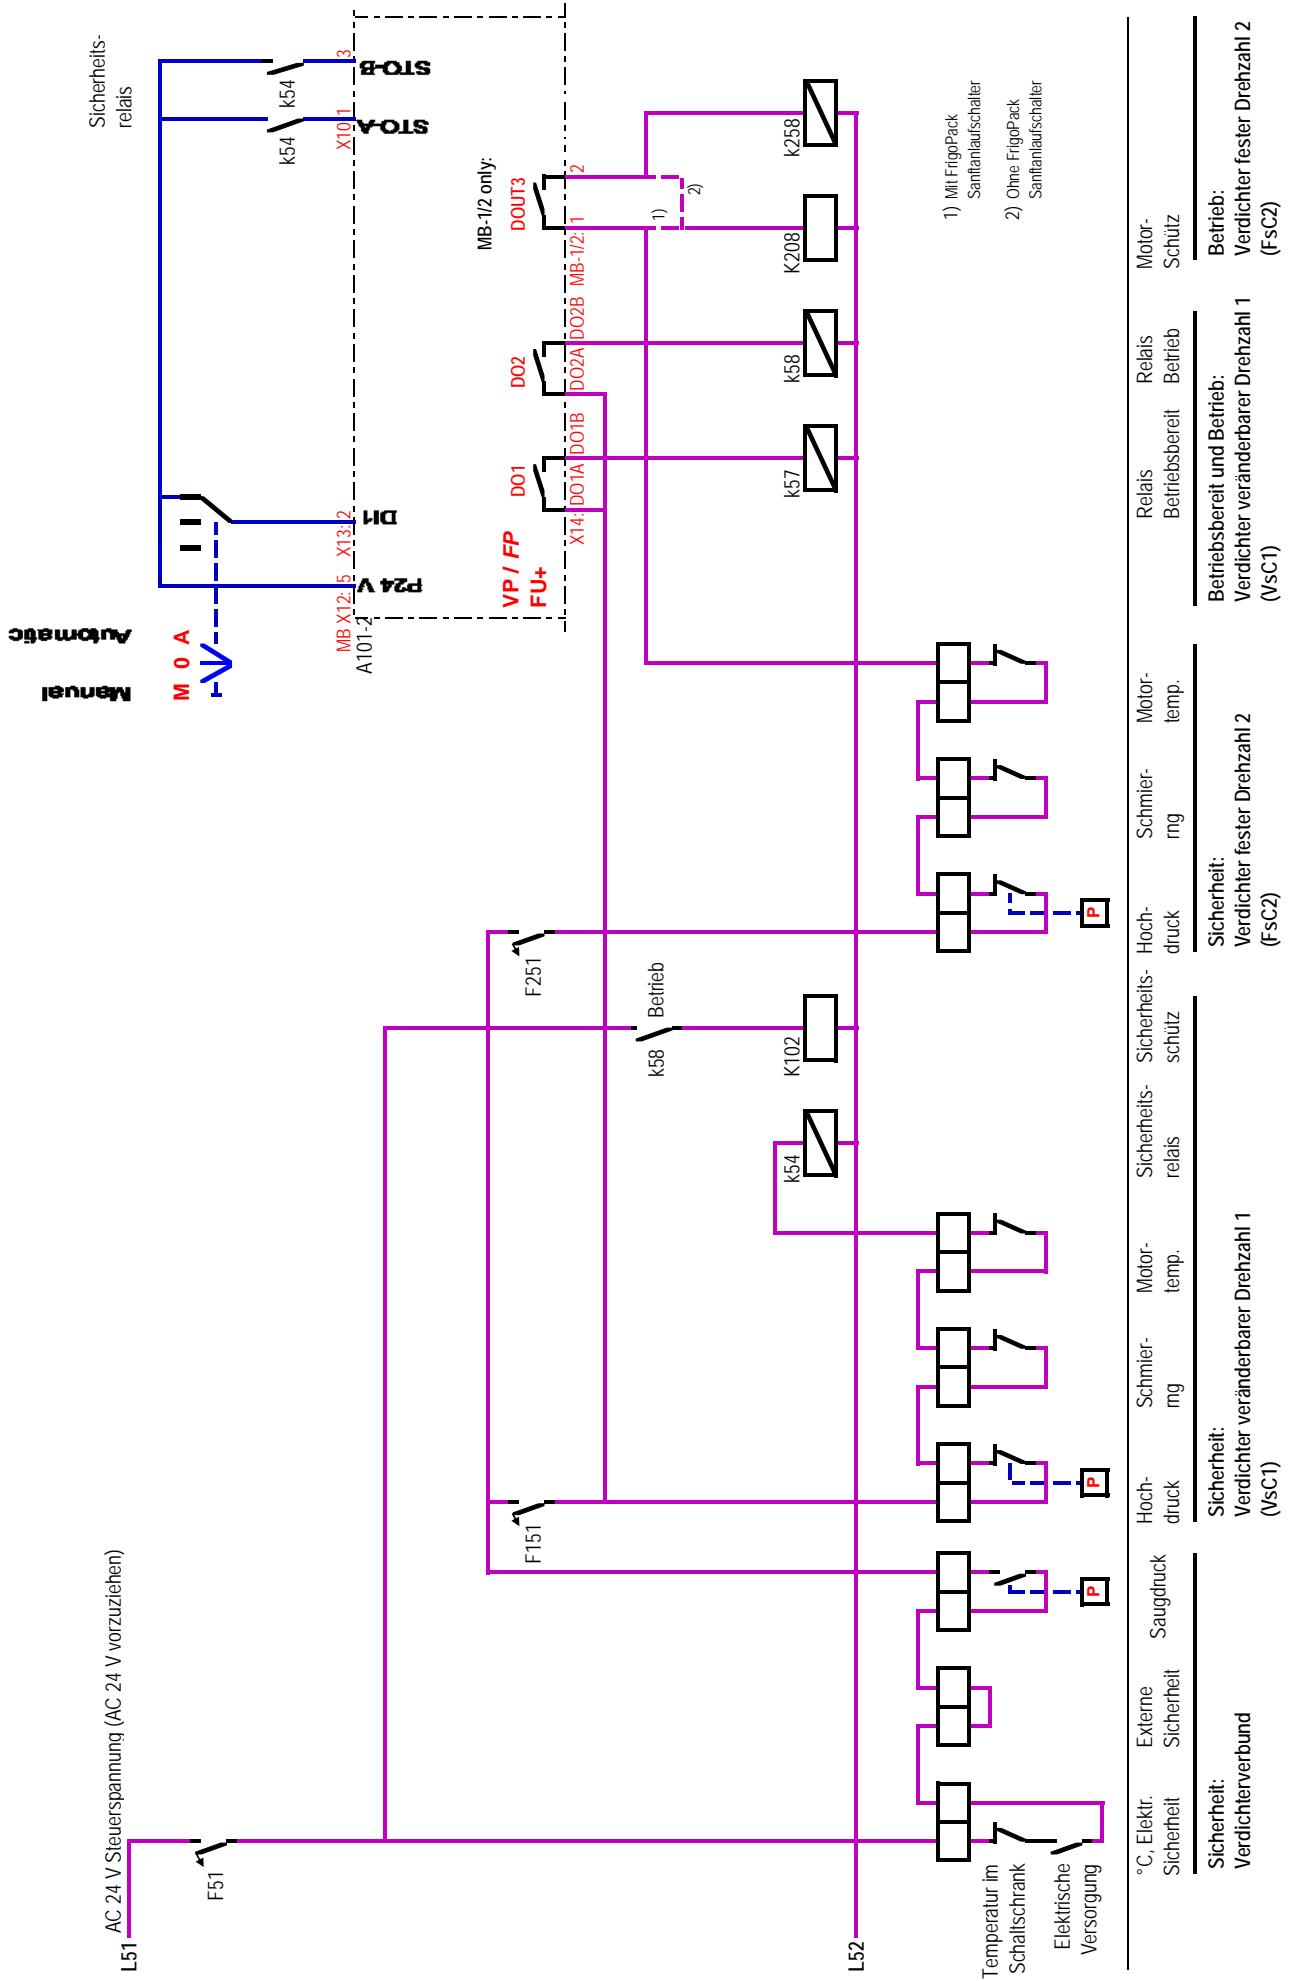 AC 24 V Steuerspannung (AC 24 V vorzuziehen)
L51
F51
L52
F151
F251
k58
Betrieb
k54
K102
Manual
Automatic
M 0 A
Sicherheits-
relais
k54
k54
MB X12: 5
X13: 2
X10:1
3
A101-2
P24 V
DI1
STO-A
STO-B
VP / FP
FU+
MB-1/2 only:
DO1
DO2
DOUT3
X14: DO1A DO1B
DO2A DO2B
MB-1/2: 1
2
1)
2)
k57
k58
K208
k258
1) Mit FrigoPack
Sanftanlaufschalter
2) Ohne FrigoPack
Sanftanlaufschalter
P
P
P
Temperatur im
Schaltschrank
Elektrische
Versorgung
°C, Elektr.
Sicherheit
Externe
Sicherheit
Saugdruck
Hoch-
druck
Schmier-
rng
Motor-
temp.
Sicherheits-
relais
Sicherheits-
schütz
Hoch-
druck
Schmier-
rng
Motor-
temp.
Relais
Betriebsbereit
Relais
Betrieb
Motor-
Schütz
Sicherheit:
Verdichterverbund
Sicherheit:
Verdichter veränderbarer Drehzahl 1
(VsC1)
Sicherheit:
Verdichter fester Drehzahl 2
(FsC2)
Betriebsbereit und Betrieb:
Verdichter veränderbarer Drehzahl 1
(VsC1)
Betrieb:
Verdichter fester Drehzahl 2
(FsC2)